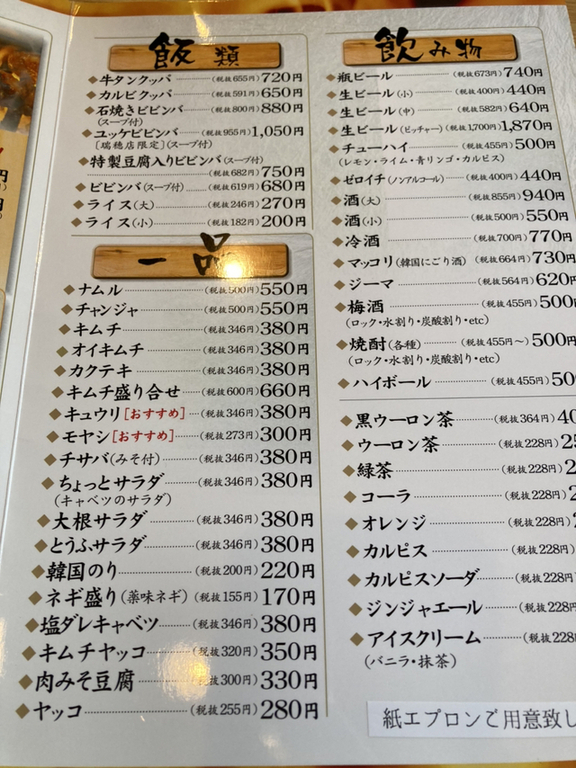 飯類
牛タンクッパ (税抜655円) 720円
カルビクッパ (税抜591円) 650円
石焼きビビンバ (税抜800円) 880円
(スープ付)
ユッケビビンバ (税抜955円) 1,050円
[瑞穂店限定] (スープ付)
特製豆腐入りビビンバ(スープ付)
(税抜682円) 750円
ビビンバ(スープ付) (税抜619円) 680円
ライス(大) (税抜246円) 270円
ライス(小) (税抜182円) 200円
一品
ナムル (税抜500円) 550円
チャンジャ (税抜500円) 550円
キムチ (税抜346円) 380円
オイキムチ (税抜346円) 380円
カクテキ (税抜346円) 380円
キムチ盛り合せ (税抜600円) 660円
キュウリ[おすすめ] (税抜346円) 380円
モヤシ[おすすめ] (税抜273円) 300円
チサバ(みそ付) (税抜346円) 380円
ちょっとサラダ (税抜346円) 380円
(キャベツのサラダ)
大根サラダ (税抜346円) 380円
とうふサラダ (税抜346円) 380円
韓国のり (税抜200円) 220円
ネギ盛り(薬味ネギ) (税抜155円) 170円
塩ダレキャベツ (税抜346円) 380円
キムチヤッコ (税抜320円) 350円
肉みそ豆腐 (税抜300円) 330円
ヤッコ (税抜255円) 280円
飲み物
瓶ビール (税抜673円) 740円
生ビール(小) (税抜400円) 440円
生ビール(中) (税抜582円) 640円
生ビール(ピッチャー) (税抜1,700円) 1,870円
チューハイ (税抜455円) 500円
(レモン・ライム・青リンゴ・カルピス)
ゼロイチ(ノンアルコール) (税抜400円) 440円
酒(大) (税抜855円) 940円
酒(小) (税抜500円) 550円
冷酒 (税抜700円) 770円
マッコリ(韓国にごり酒) (税抜664円) 730円
ジーマ (税抜564円) 620円
梅酒 (税抜455円) 500
(ロック・水割り・炭酸割り・etc)
焼酎(各種) (税抜455円〜) 500円
(ロック・水割り・炭酸割り・etc)
ハイボール (税抜455円) 50
黒ウーロン茶 (税抜364円) 40
ウーロン茶 (税抜228円) 25
緑茶 (税抜228円) 2
コーラ (税抜228円) 2
オレンジ (税抜228円) 2
カルピス (税抜228円)
カルピスソーダ (税抜228円)
ジンジャエール (税抜228円)
アイスクリーム (税抜228円)
(バニラ・抹茶)
紙エプロンご用意致し